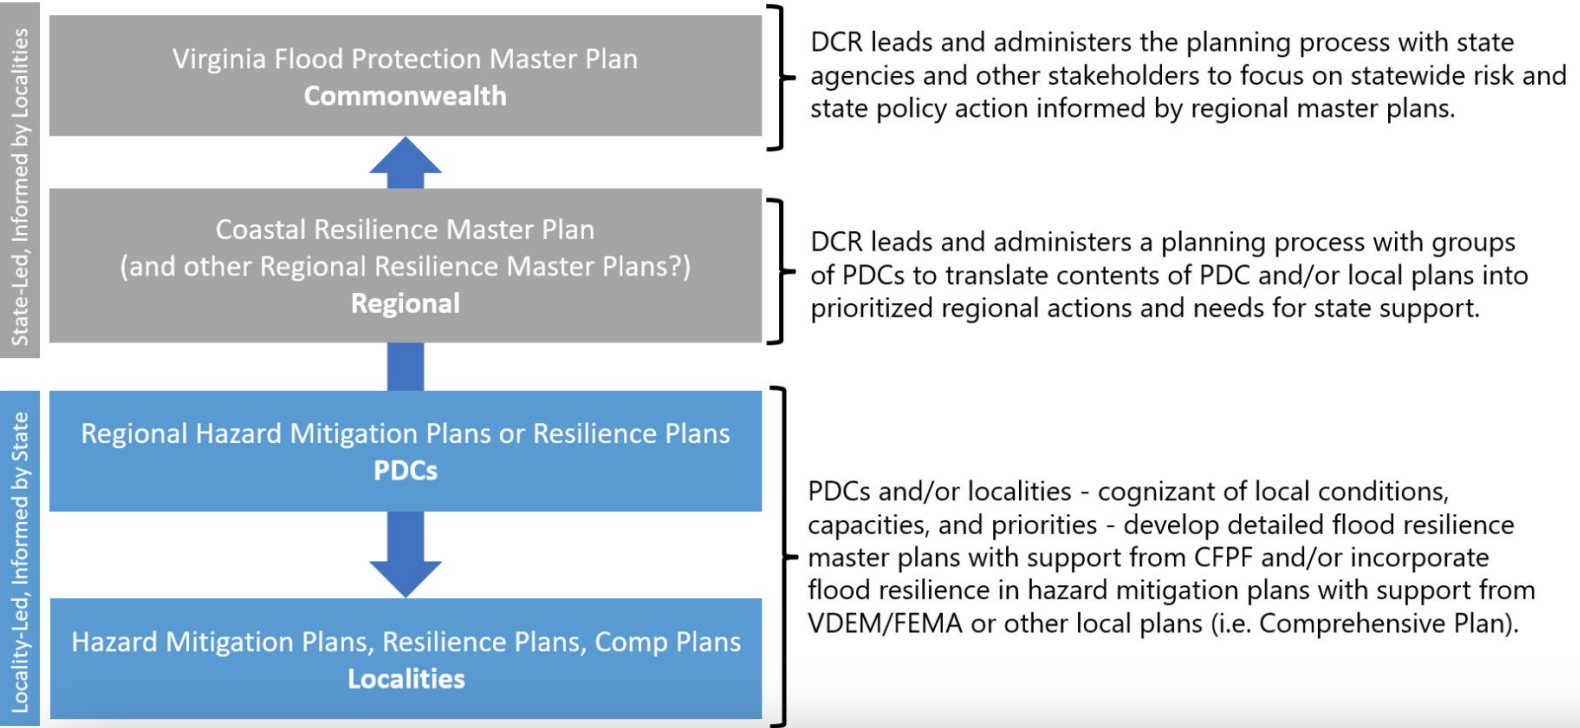 State-Led, Informed by Localities
Virginia Flood Protection Master Plan
Commonwealth
DCR leads and administers the planning process with state
agencies and other stakeholders to focus on statewide risk and
state policy action informed by regional master plans.
Coastal Resilience Master Plan
(and other Regional Resilience Master Plans?)
Regional
DCR leads and administers a planning process with groups
of PDCs to translate contents of PDC and/or local plans into
prioritized regional actions and needs for state support.
Locality-Led, Informed by State
Regional Hazard Mitigation Plans or Resilience Plans
PDCs
Hazard Mitigation Plans, Resilience Plans, Comp Plans
Localities
PDCs and/or localities - cognizant of local conditions,
capacities, and priorities - develop detailed flood resilience
master plans with support from CFPF and/or incorporate
flood resilience in hazard mitigation plans with support from
VDEM/FEMA or other local plans (i.e. Comprehensive Plan).